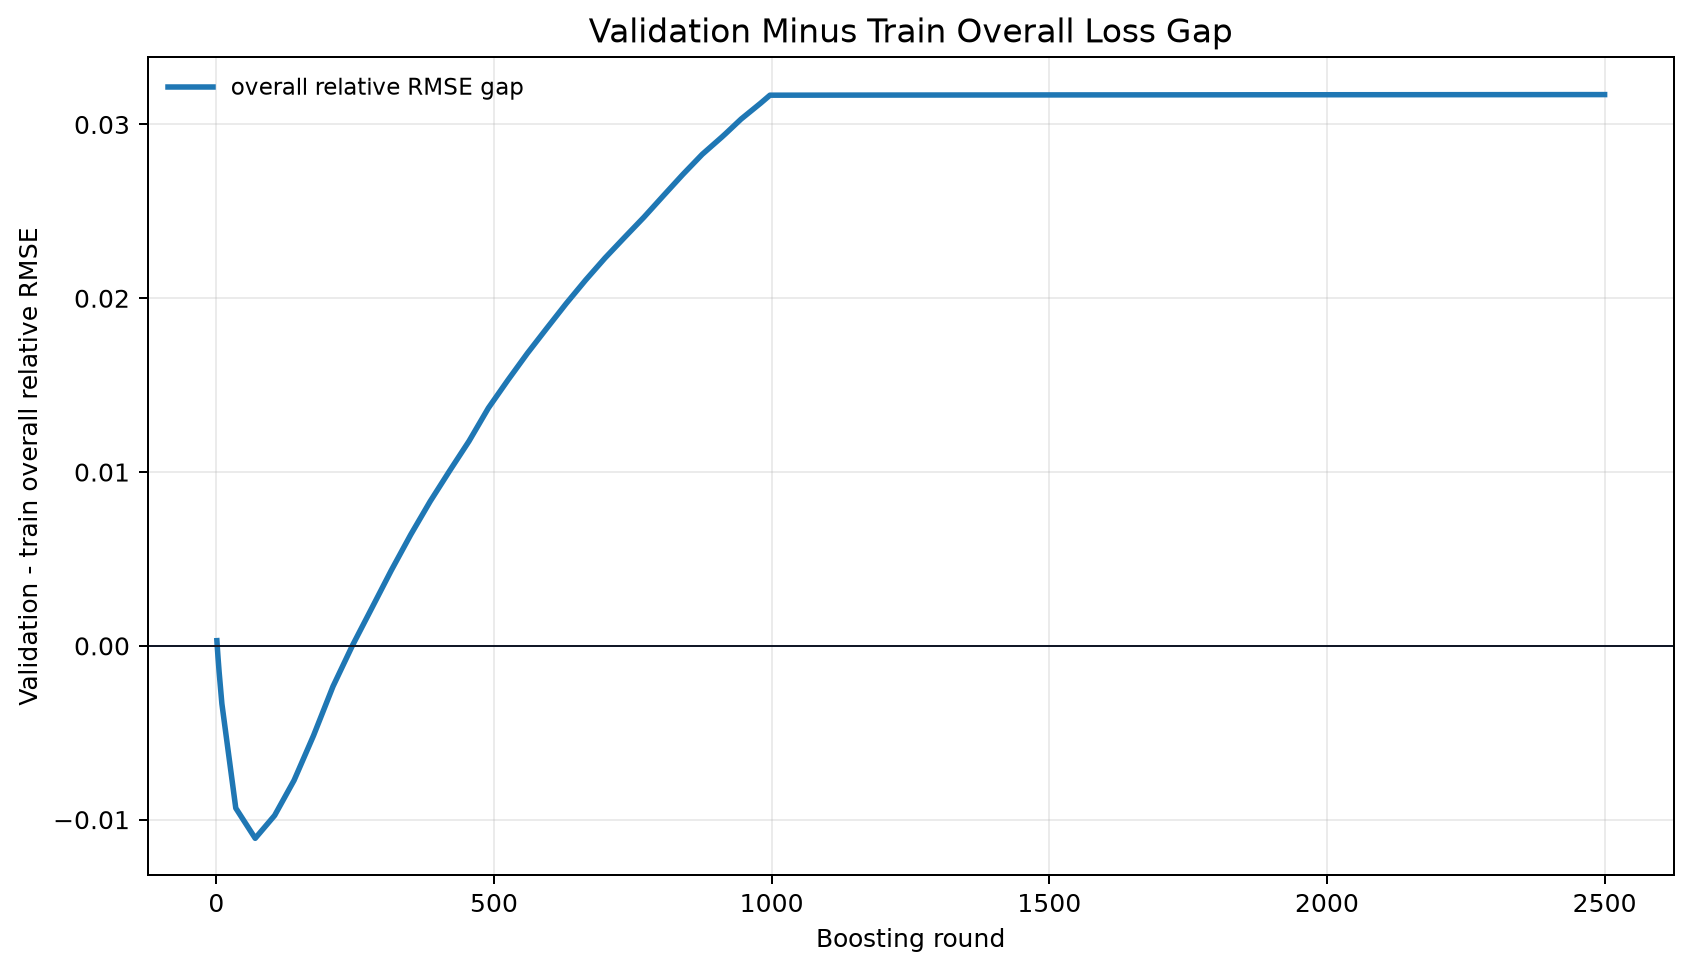 Validation Minus Train Overall Loss Gap
overall relative RMSE gap
Validation - train overall relative RMSE
0.03
0.02
0.01
0.00
−0.01
0 500 1000 1500 2000 2500
Boosting round